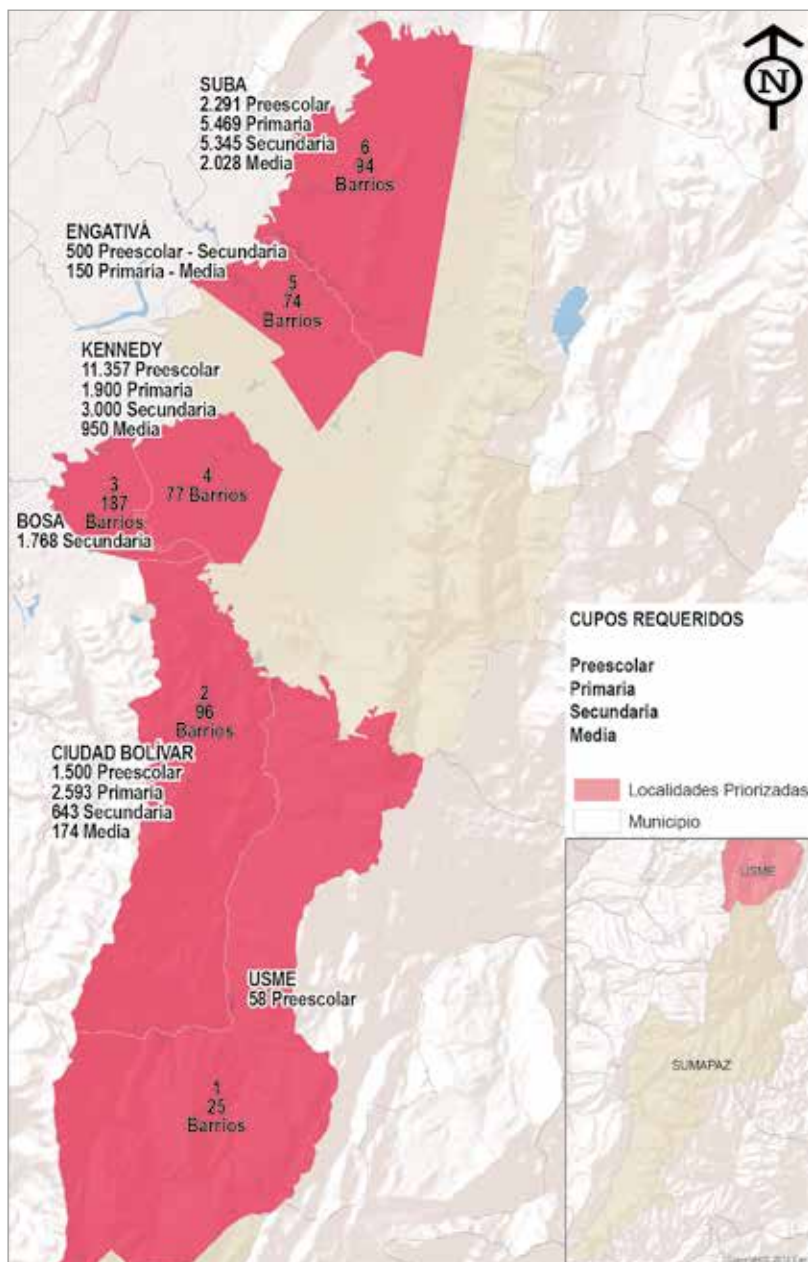 N
SUBA
2.291 Preescolar
5.469 Primaria
5.345 Secundaria
2.028 Media
6
94
Barrios
ENGATIVÁ
500 Preescolar - Secundaria
150 Primaria - Media
5
74
Barrios
KENNEDY
11.357 Preescolar
1.900 Primaria
3.000 Secundaria
950 Media
4
77 Barrios
3
187
Barrios
BOSA
1.768 Secundaria
CUPOS REQUERIDOS
Preescolar
Primaria
Secundaria
Media
Localidades Priorizadas
Municipio
2
96
Barrios
CIUDAD BOLÍVAR
1.500 Preescolar
2.593 Primaria
643 Secundaria
174 Media
USME
58 Preescolar
1
25
Barrios
USME
SUMAPAZ